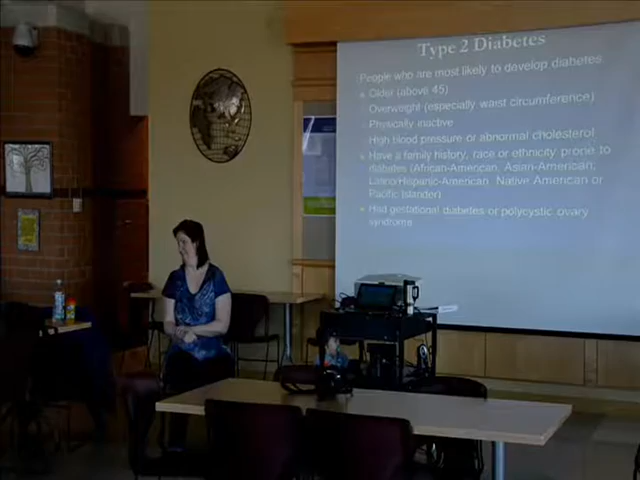 Type 2 Diabetes
People who are most likely to develop diabetes
Older (above 45)
Overweight (especially waist circumference)
Physically inactive
High blood pressure or abnormal cholesterol
Have a family history, race or ethnicity prone to
diabetes (African-American, Asian-American,
Latino/Hispanic-American, Native American or
Pacific Islander)
Had gestational diabetes or polycystic ovary
syndrome